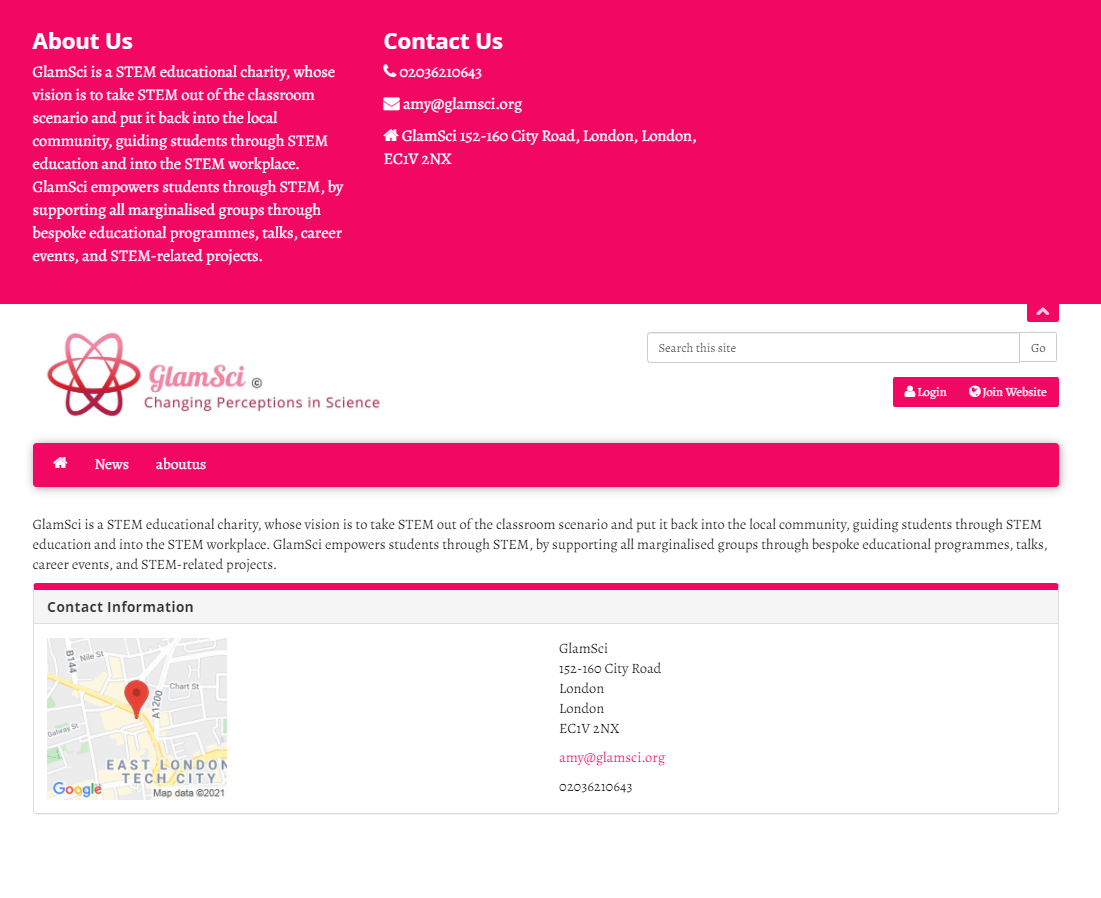 About Us
GlamSci is a STEM educational charity, whose
vision is to take STEM out of the classroom
scenario and put it back into the local
community, guiding students through STEM
education and into the STEM workplace.
GlamSci empowers students through STEM, by
supporting all marginalised groups through
bespoke educational programmes, talks, career
events, and STEM-related projects.
Contact Us
02036210643
amy@glamsci.org
GlamSci 152-160 City Road, London, London,
EC1V 2NX
GlamSci ©
Changing Perceptions in Science
Search this site Go
Login Join Website
News aboutus
GlamSci is a STEM educational charity, whose vision is to take STEM out of the classroom scenario and put it back into the local community, guiding students through STEM
education and into the STEM workplace. GlamSci empowers students through STEM, by supporting all marginalised groups through bespoke educational programmes, talks,
career events, and STEM-related projects.
Contact Information
B144
Nile St
Chart St
A1200
Galway St
EAST LONDON
TECH CITY
Google
Map data ©2021
GlamSci
152-160 City Road
London
London
EC1V 2NX
amy@glamsci.org
02036210643